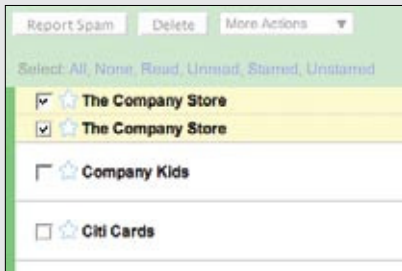 Report Spam Delete More Actions
Select: All, None, Read, Unread, Starred, Unstarred
The Company Store
The Company Store
Company Kids
Citi Cards